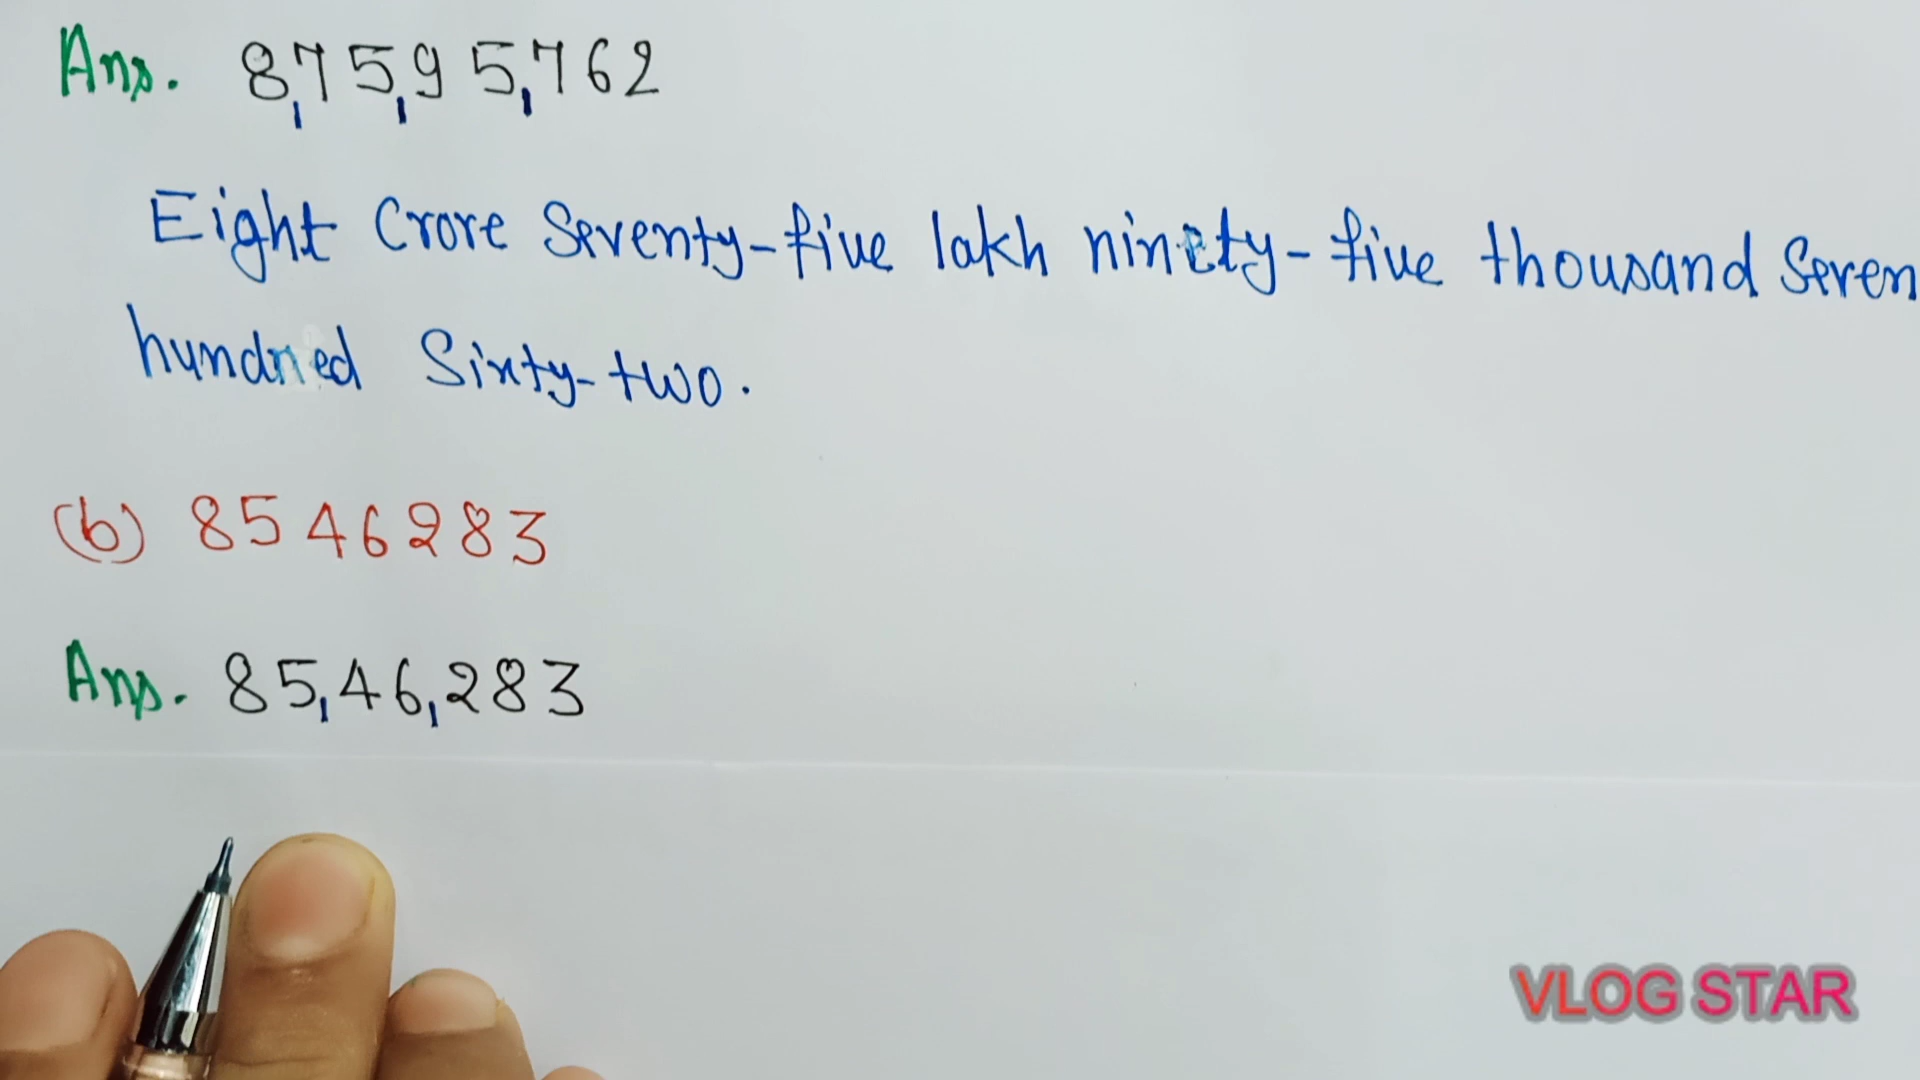 Ans. 8,75,95,762
Eight Crore Seventy-five lakh ninety-five thousand Seven
hundred Sixty-two.
(b) 8546283
Ans. 85,46,283
VLOG STAR